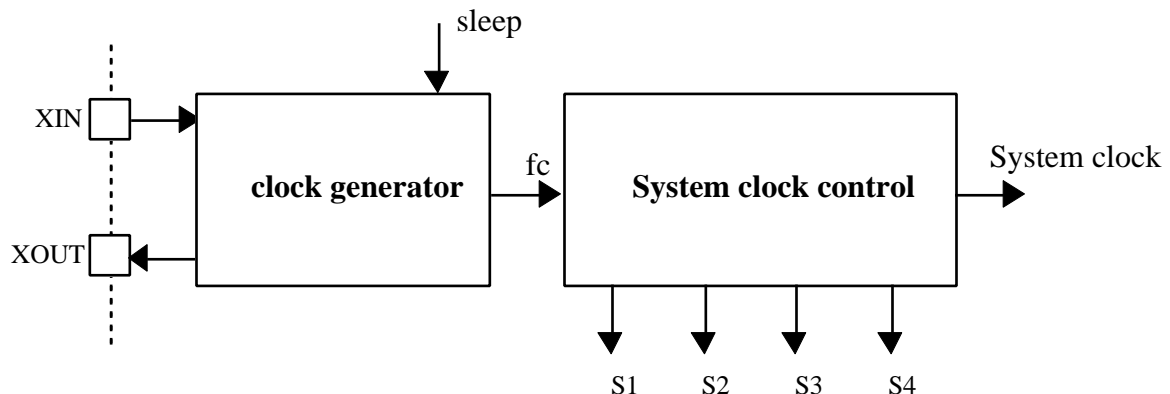 sleep
XIN
fc
System clock
clock generator
System clock control
XOUT
S1 S2 S3 S4